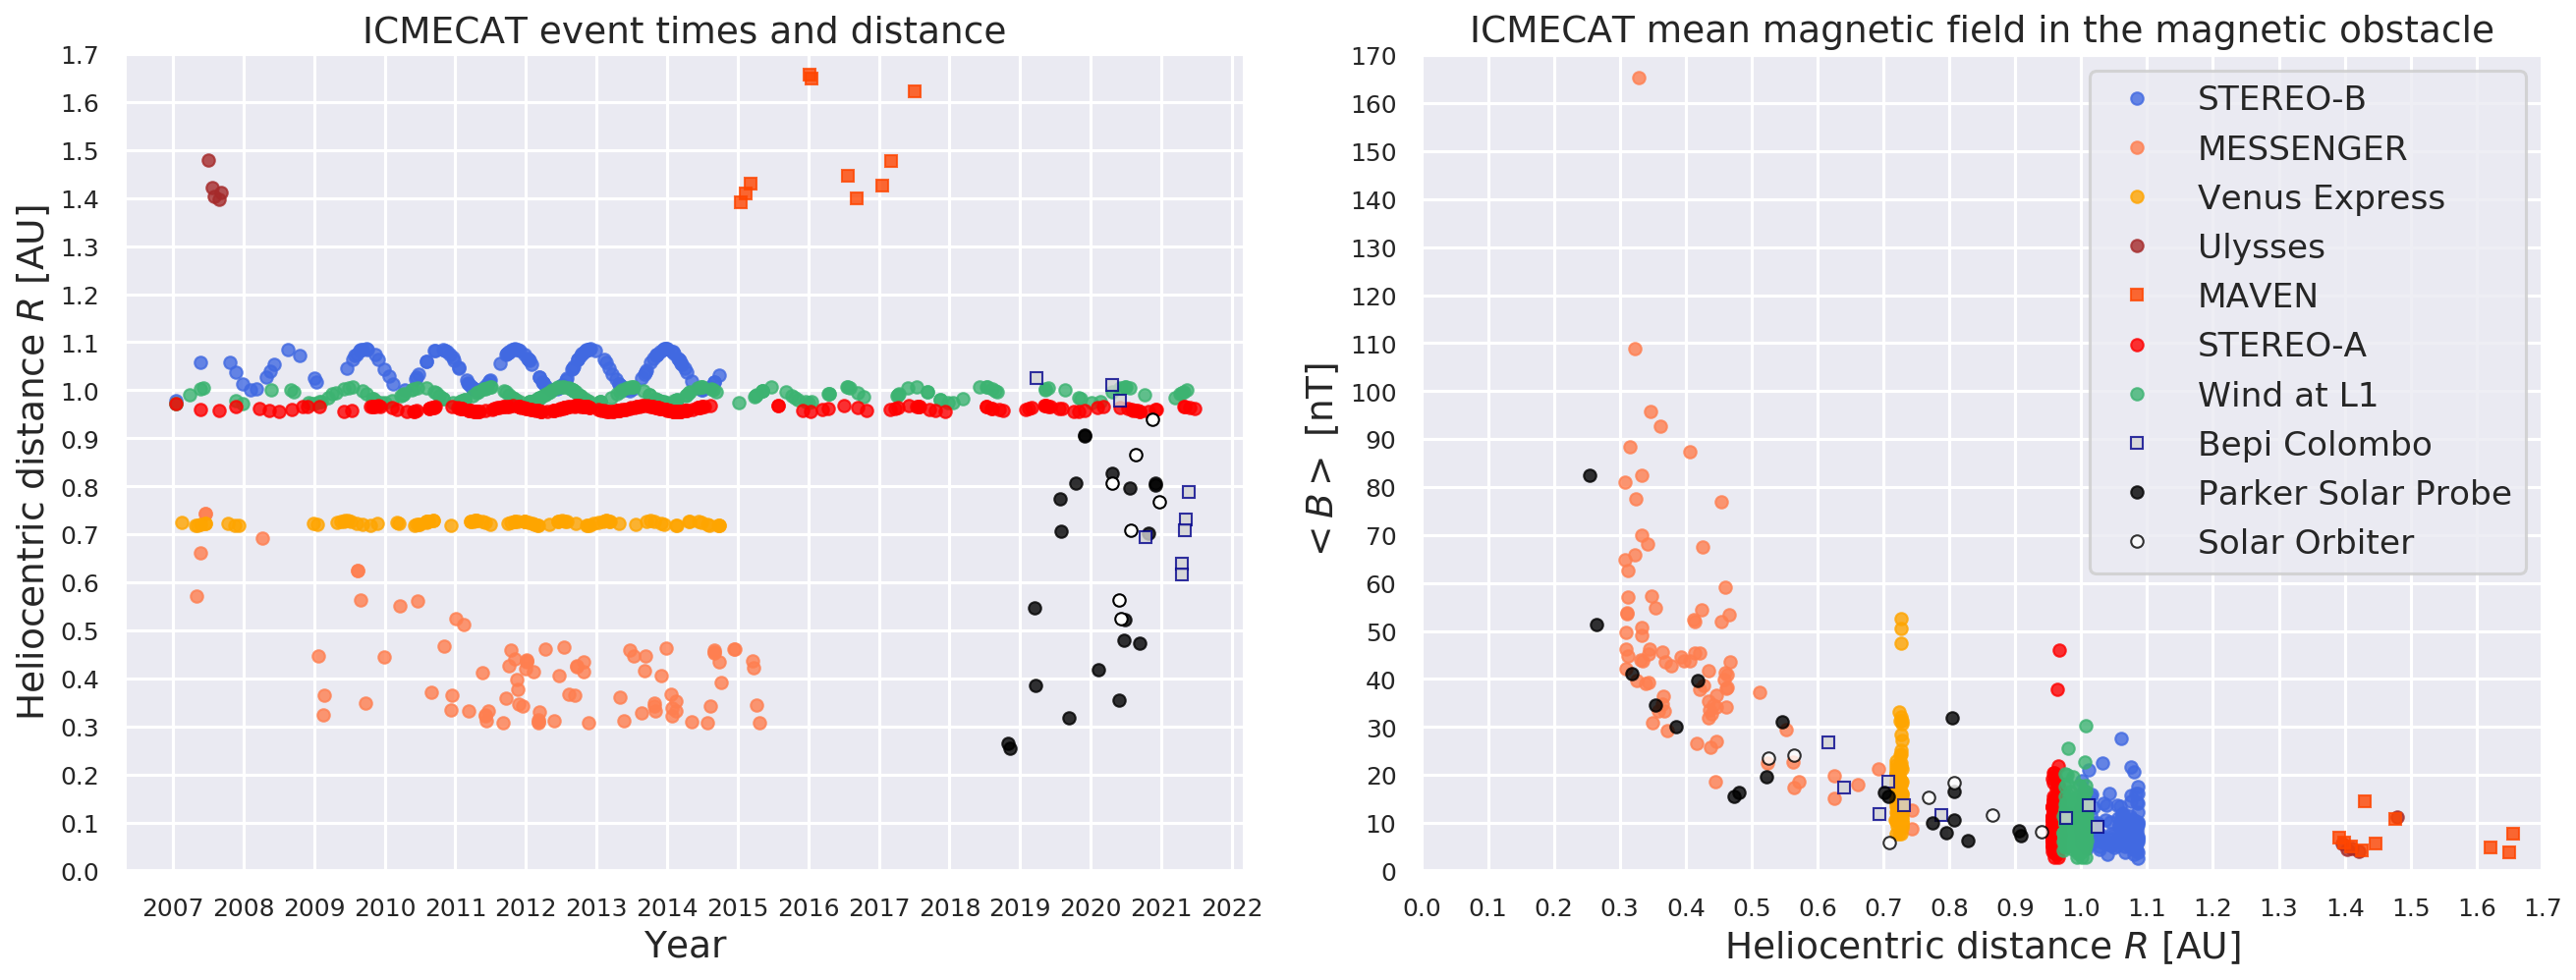 ICMECAT event times and distance
Heliocentric distance R [AU]
1.7
1.6
1.5
1.4
1.3
1.2
1.1
1.0
0.9
0.8
0.7
0.6
0.5
0.4
0.3
0.2
0.1
0.0
2007 2008 2009 2010 2011 2012 2013 2014 2015 2016 2017 2018 2019 2020 2021 2022
Year
ICMECAT mean magnetic field in the magnetic obstacle
< B > [nT]
170
160
150
140
130
120
110
100
90
80
70
60
50
40
30
20
10
0
STEREO-B
MESSENGER
Venus Express
Ulysses
MAVEN
STEREO-A
Wind at L1
Bepi Colombo
Parker Solar Probe
Solar Orbiter
0.0 0.1 0.2 0.3 0.4 0.5 0.6 0.7 0.8 0.9 1.0 1.1 1.2 1.3 1.4 1.5 1.6 1.7
Heliocentric distance R [AU]